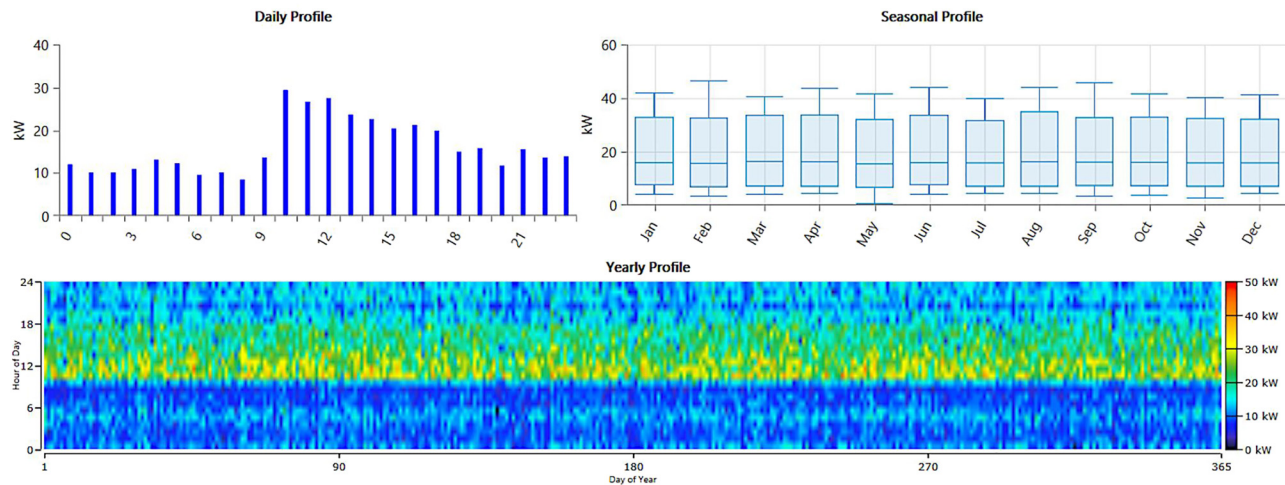 Daily Profile
kW
40
30
20
10
0
0 3 6 9 12 15 18 21
Seasonal Profile
kW
60
40
20
0
Jan Feb Mar Apr May Jun Jul Aug Sep Oct Nov Dec
Yearly Profile
Hour of Day
24
18
12
6
0
1 90 180 270 365
Day of Year
50 kW
40 kW
30 kW
20 kW
10 kW
0 kW